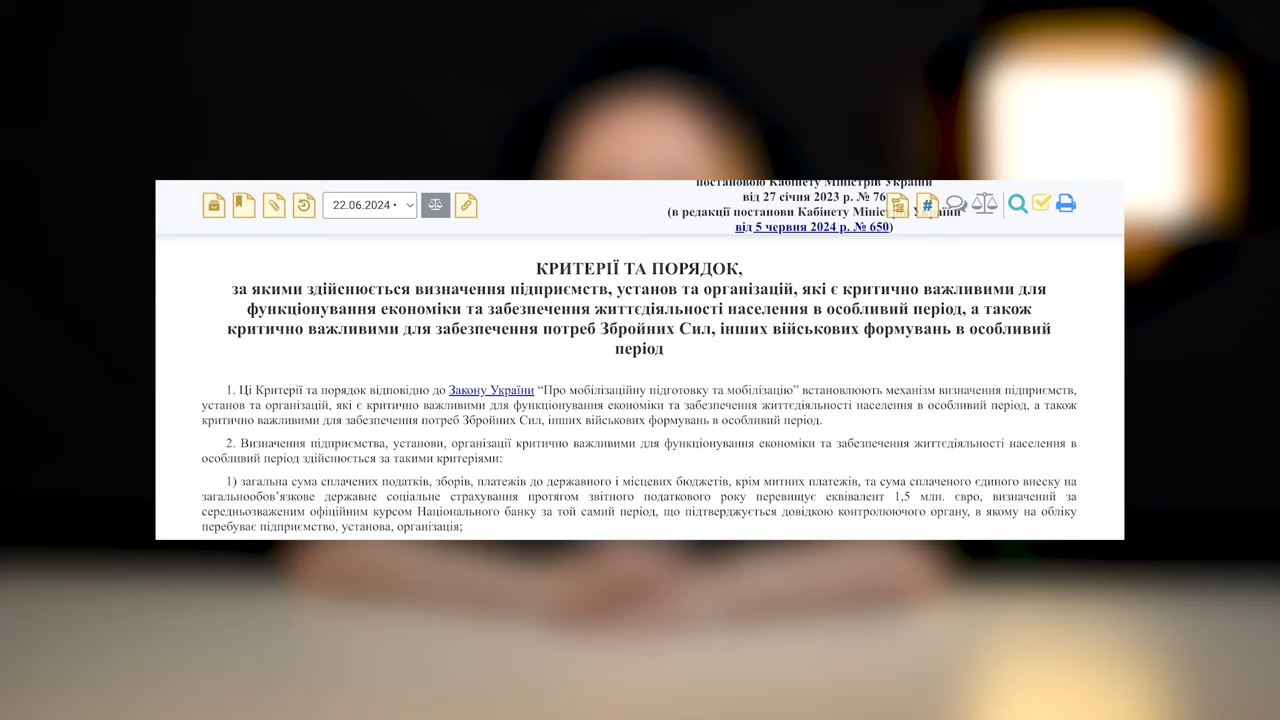 22.06.2024 •
постановою Кабінету Міністрів України
від 27 січня 2023 р. № 76
#
(в редакції постанови Кабінету України
від 5 червня 2024 р. № 650)
КРИТЕРІЇ ТА ПОРЯДОК,
за якими здійснюється визначення підприємств, установ та організацій, які є критично важливими для
функціонування економіки та забезпечення життєдіяльності населення в особливий період, а також
критично важливими для забезпечення потреб Збройних Сил, інших військових формувань в особливий
період
1. Ці Критерії та порядок відповідно до Закону України “Про мобілізаційну підготовку та мобілізацію” встановлюють механізм визначення підприємств,
установ та організацій, які є критично важливими для функціонування економіки та забезпечення життєдіяльності населення в особливий період, а також
критично важливими для забезпечення потреб Збройних Сил, інших військових формувань в особливий період.
2. Визначення підприємства, установи, організації критично важливими для функціонування економіки та забезпечення життєдіяльності населення в
особливий період здійснюється за такими критеріями:
1) загальна сума сплачених податків, зборів, платежів до державного і місцевих бюджетів, крім митних платежів, та сума сплаченого єдиного внеску на
загальнообов’язкове державне соціальне страхування протягом звітного податкового року перевищує еквівалент 1,5 млн. євро, визначений за
середньозваженим офіційним курсом Національного банку за той самий період, що підтверджується довідкою контролюючого органу, в якому на обліку
перебуває підприємство, установа, організація;